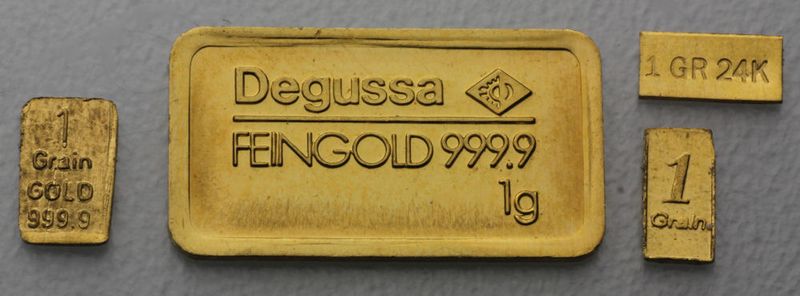 1
Grain
GOLD
999.9
Degussa
FEINGOLD 999.9
1g
1 GR 24K
1
Grain